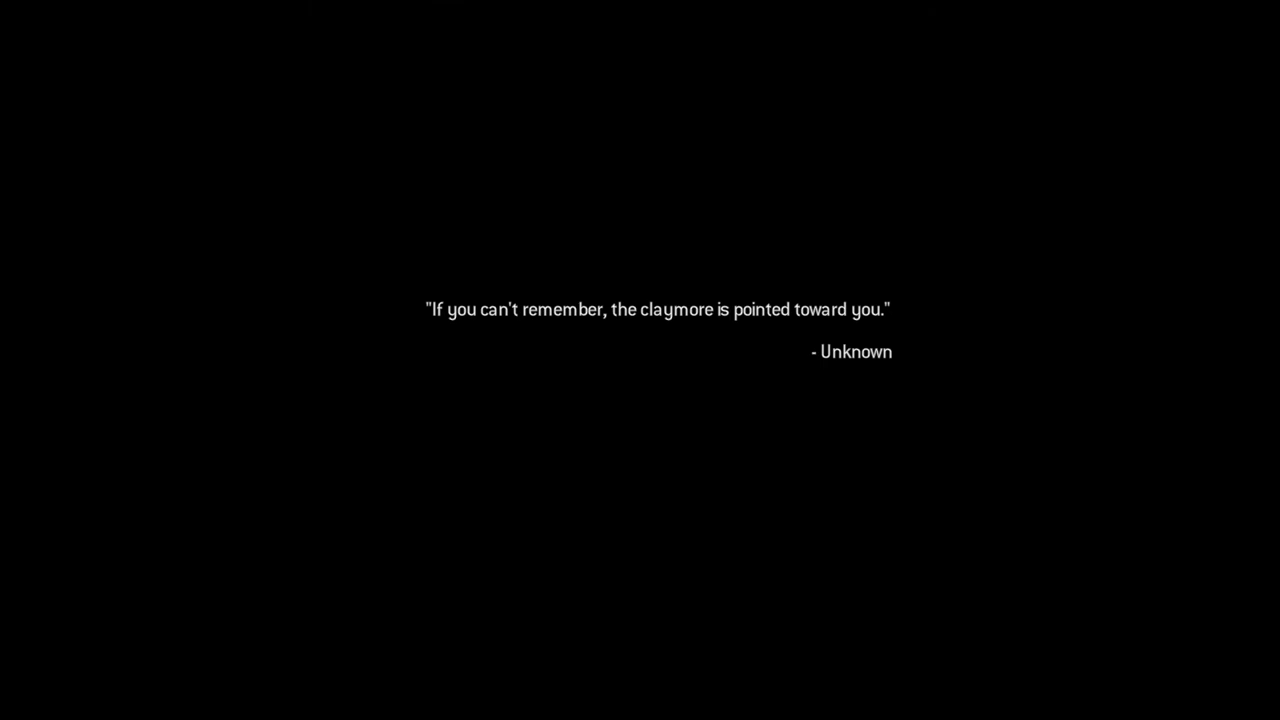 "If you can't remember, the claymore is pointed toward you."
- Unknown